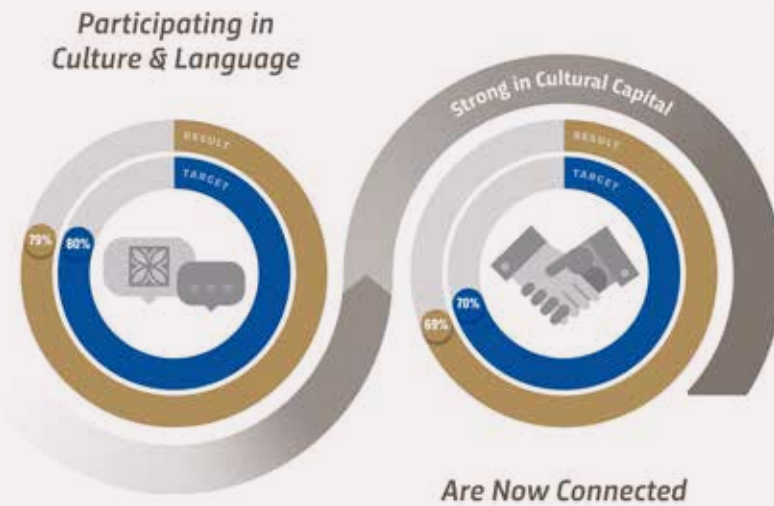 Participating in
Culture & Language
Strong in Cultural Capital
RESULT
TARGET
79%
80%
RESULT
TARGET
69%
70%
Are Now Connected